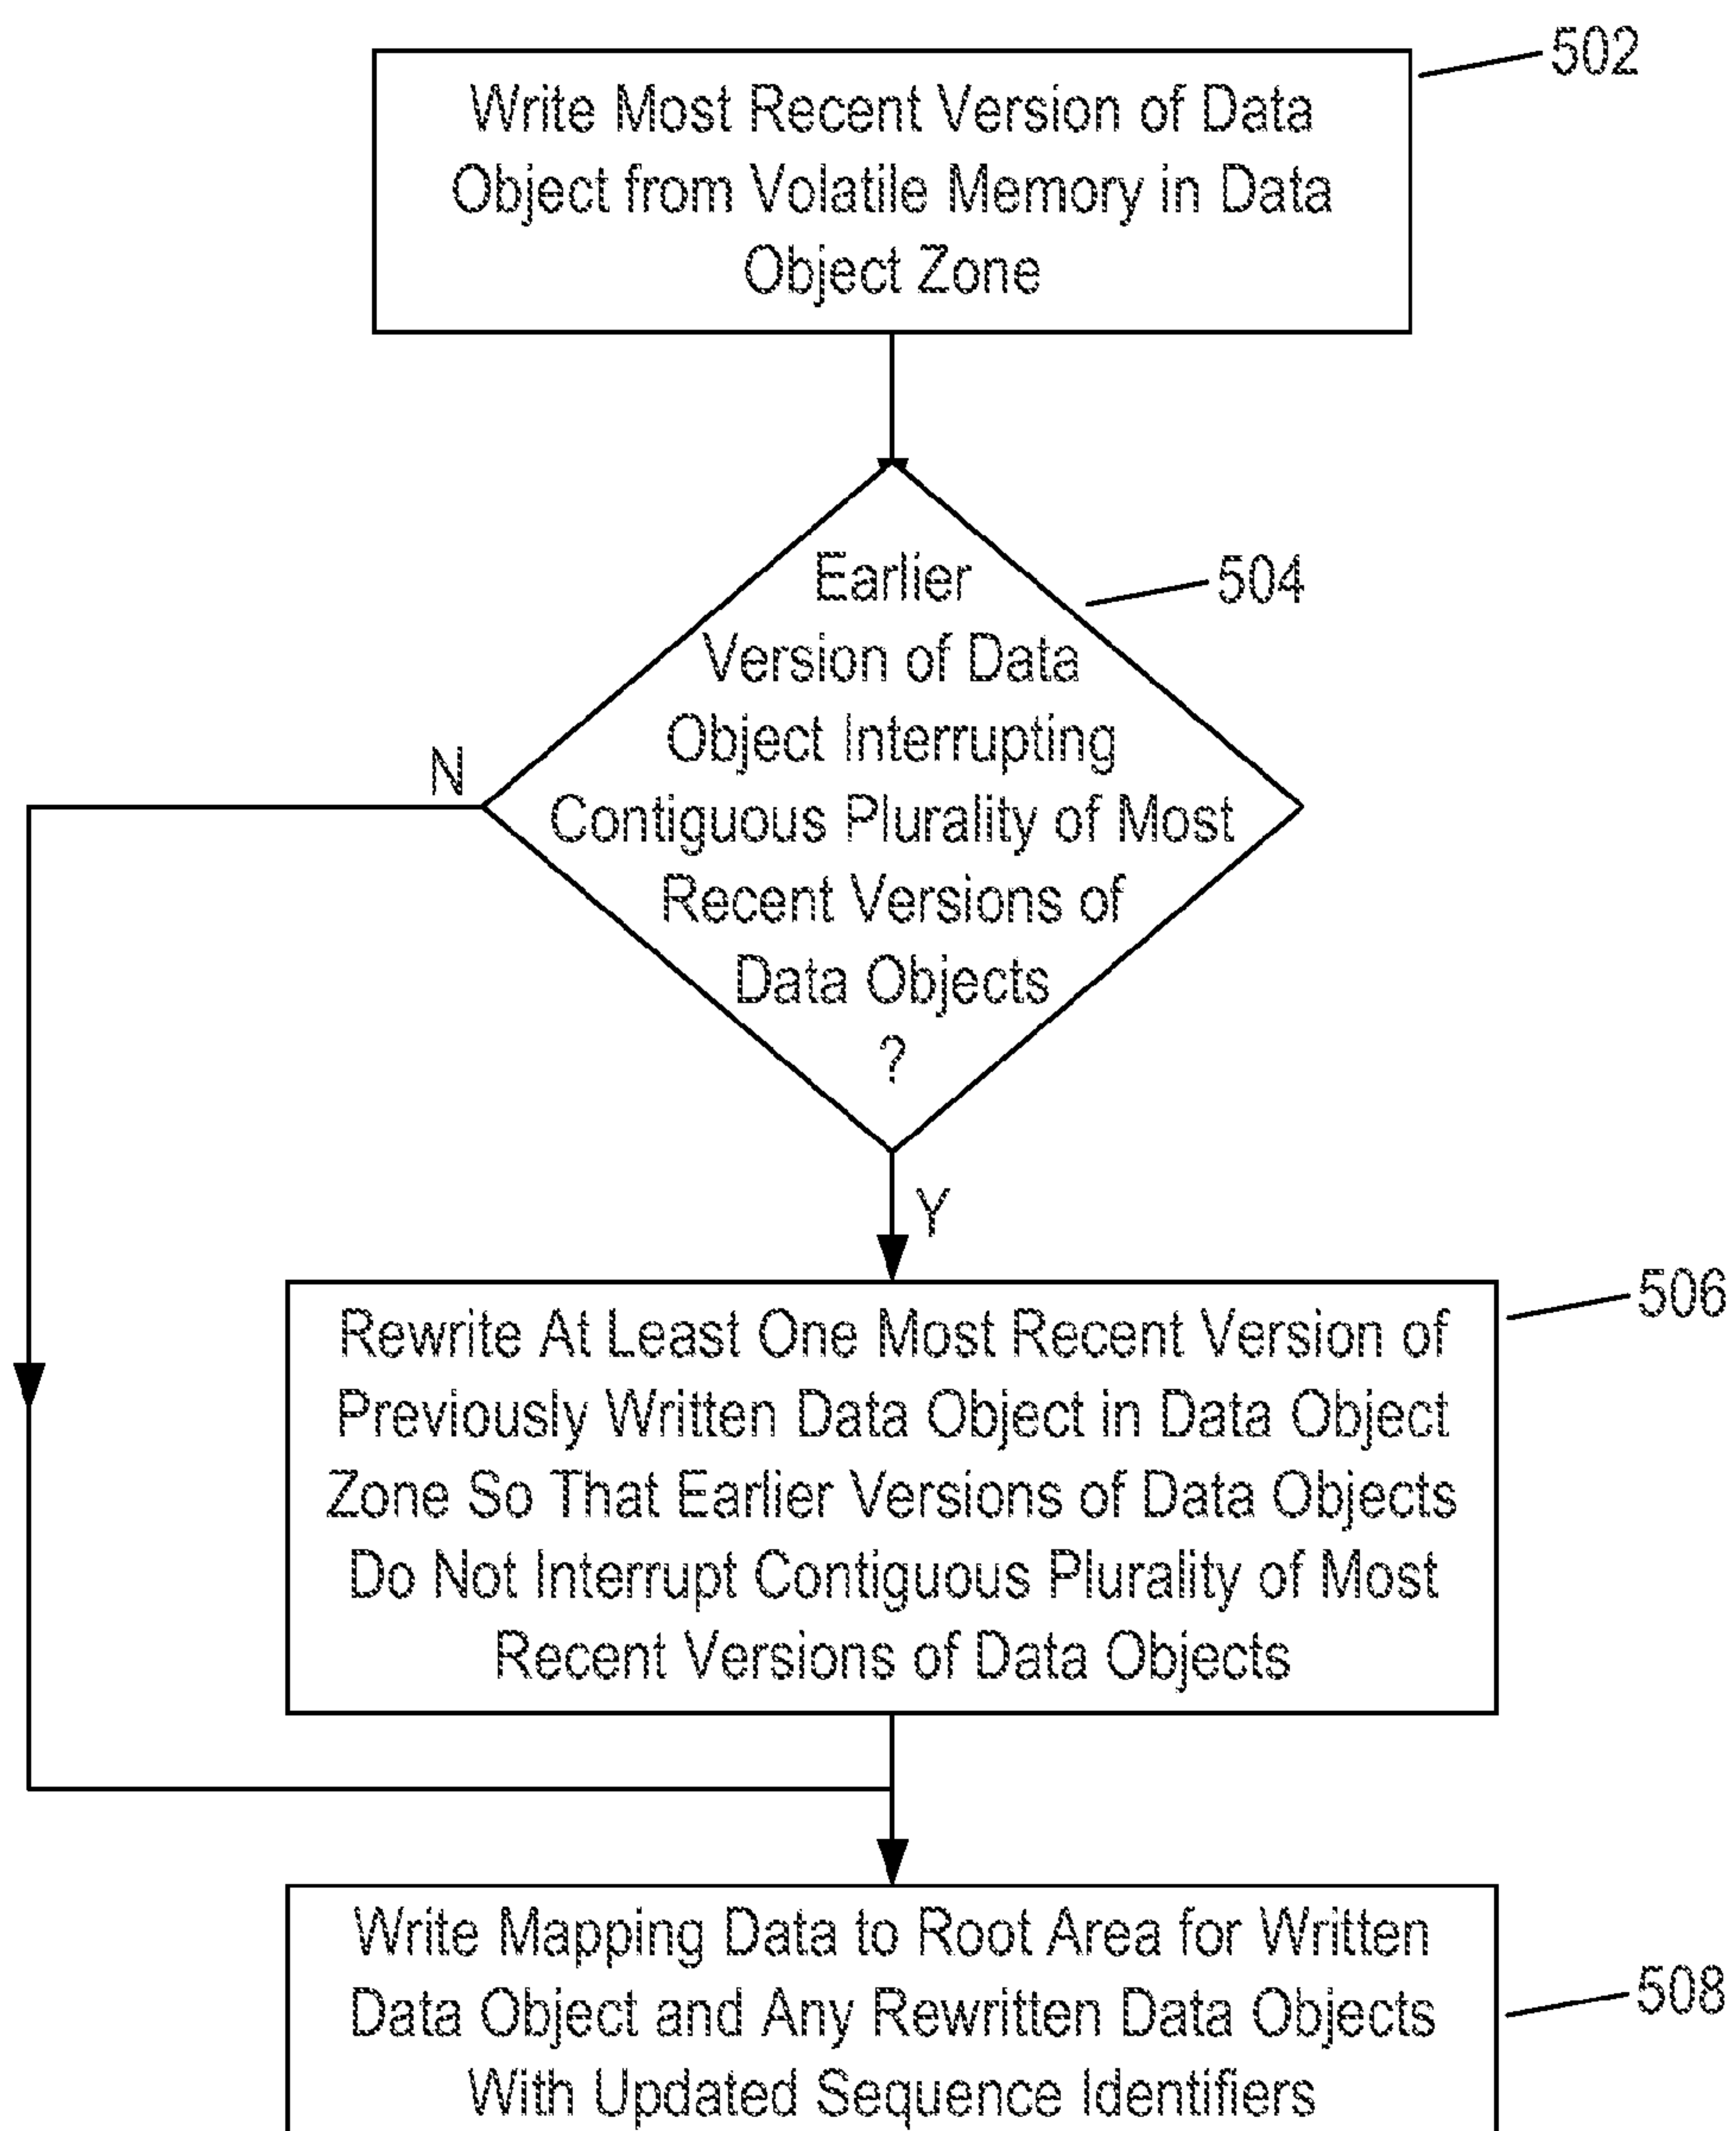 502
Write Most Recent Version of Data
Object from Volatile Memory in Data
Object Zone
504
Earlier
Version of Data
Object Interrupting
Contiguous Plurality of Most
Recent Versions of
Data Objects
?
N
Y
506
Rewrite At Least One Most Recent Version of
Previously Written Data Object in Data Object
Zone So That Earlier Versions of Data Objects
Do Not Interrupt Contiguous Plurality of Most
Recent Versions of Data Objects
Write Mapping Data to Root Area for Written
Data Object and Any Rewritten Data Objects
With Updated Sequence Identifiers
508